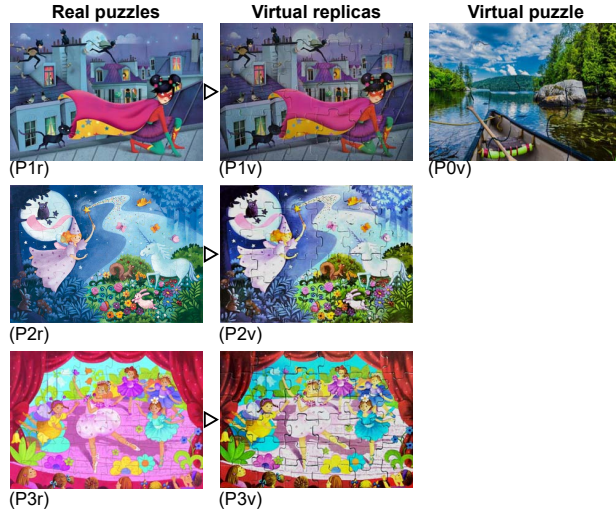 Real puzzles Virtual replicas Virtual puzzle
(P1r) (P1v) (P0v)
(P2r) (P2v)
(P3r) (P3v)